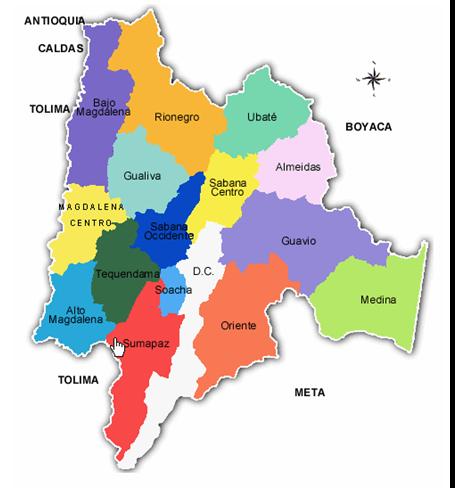 ANTIOQUIA
CALDAS
TOLIMA
Bajo
Magdalena
Rionegro
Ubaté
BOYACA
Gualiva
Almeidas
Sabana
Centro
MAGDALENA
CENTRO
Sabana
Occidente
Guavio
Tequendama
D.C.
Soacha
Medina
Alto
Magdalena
Oriente
Sumapaz
TOLIMA
META